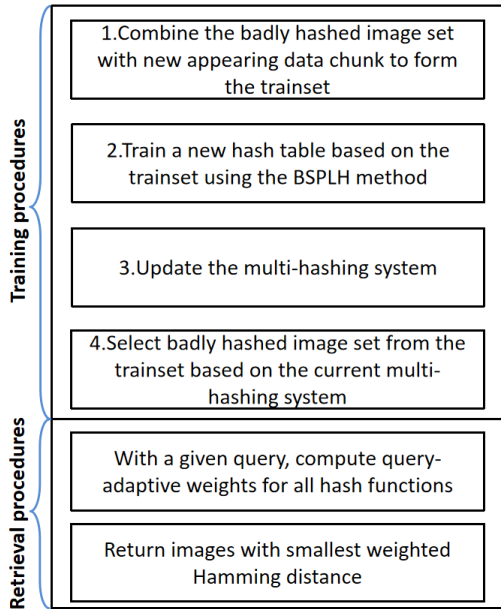 Training procedures
1.Combine the badly hashed image set
with new appearing data chunk to form
the trainset
2.Train a new hash table based on the
trainset using the BSPLH method
3.Update the multi-hashing system
4.Select badly hashed image set from the
trainset based on the current multi-
hashing system
Retrieval procedures
With a given query, compute query-
adaptive weights for all hash functions
Return images with smallest weighted
Hamming distance